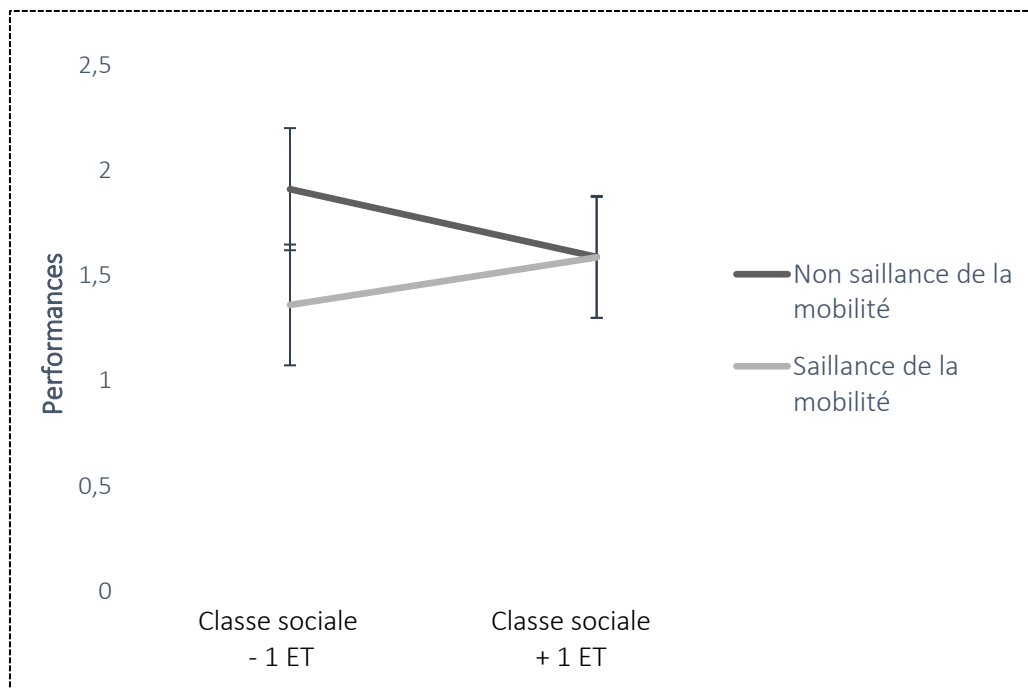 2,5
2
1,5
1
0,5
0
Performances
Classe sociale
- 1 ET
Classe sociale
+ 1 ET
Non saillance de la
mobilité
Saillance de la
mobilité